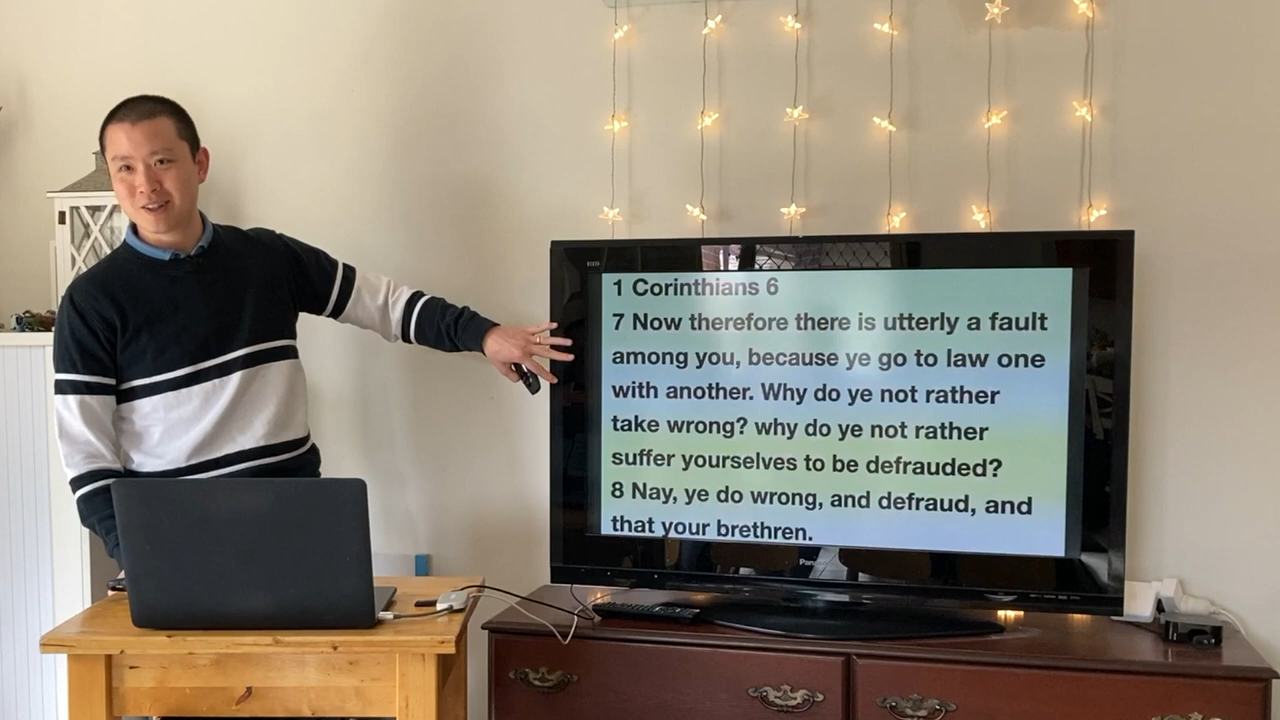 1 Corinthians 6
7 Now therefore there is utterly a fault
among you, because ye go to law one
with another. Why do ye not rather
take wrong? why do ye not rather
suffer yourselves to be defrauded?
8 Nay, ye do wrong, and defraud, and
that your brethren.